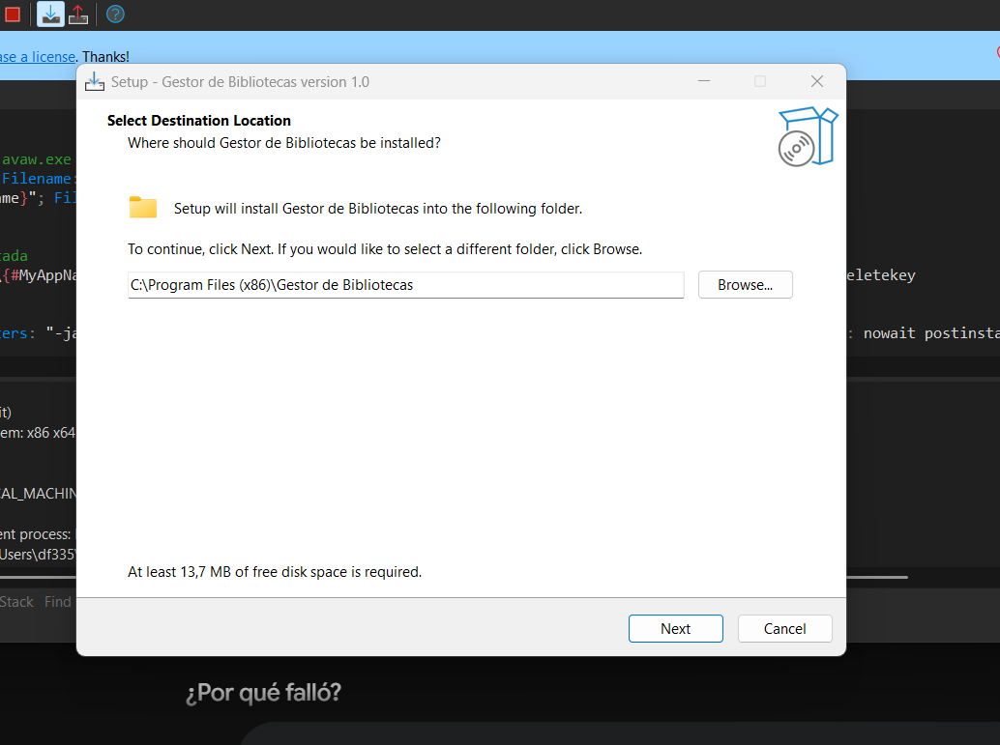 ase a license. Thanks!
Setup - Gestor de Bibliotecas version 1.0
Select Destination Location
Where should Gestor de Bibliotecas be installed?
avaw.exe
Filename:
me}"; Fil
Setup will install Gestor de Bibliotecas into the following folder.
To continue, click Next. If you would like to select a different folder, click Browse.
tada
\{#MyAppNa
eletekey
C:\Program Files (x86)\Gestor de Bibliotecas
Browse...
ters: "-ja
: nowait postinsta
it)
em: x86 x64
CAL_MACHIN
ent process:
Users\df335\
At least 13,7 MB of free disk space is required.
Stack Find
Next
Cancel
¿Por qué falló?